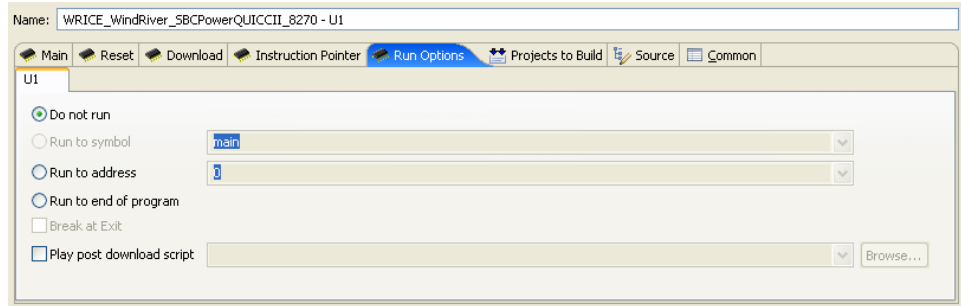 Name: WRICE_WindRiver_SBCPowerQUICCII_8270 - U1
Main Reset Download Instruction Pointer Run Options Projects to Build Source Common
U1
Do not run
Run to symbol main
Run to address 0
Run to end of program
Break at Exit
Play post download script Browse...